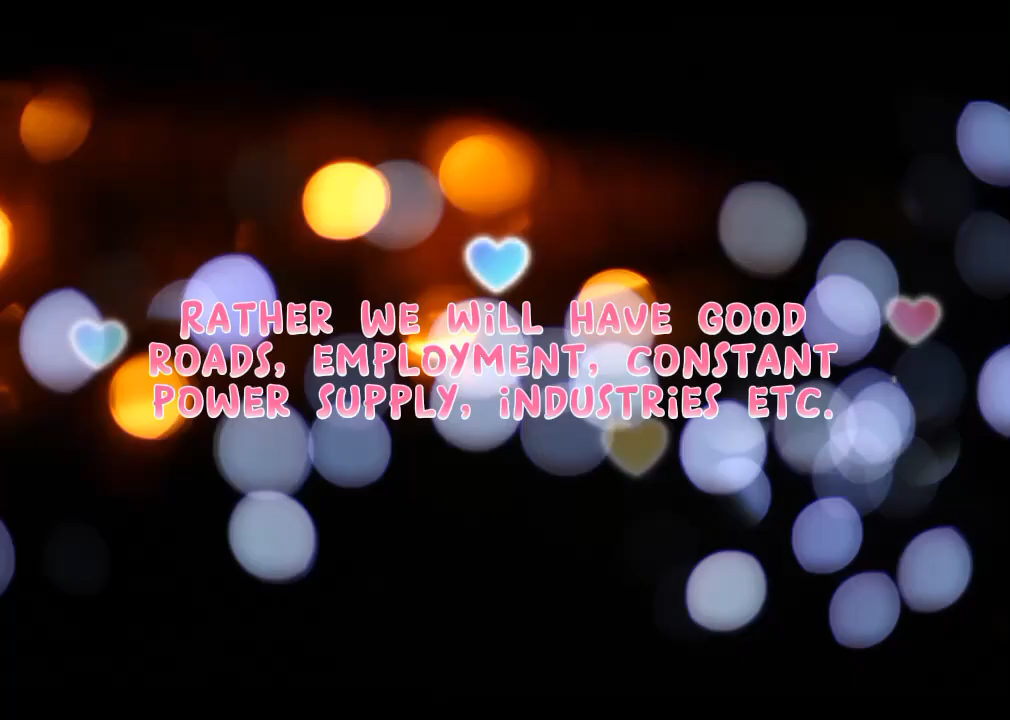 RATHER WE WiLL HAVE GOOD
ROADS, EMPLOYMENT, CONSTANT
POWER SUPPLY, iNDUSTRiES ETC.